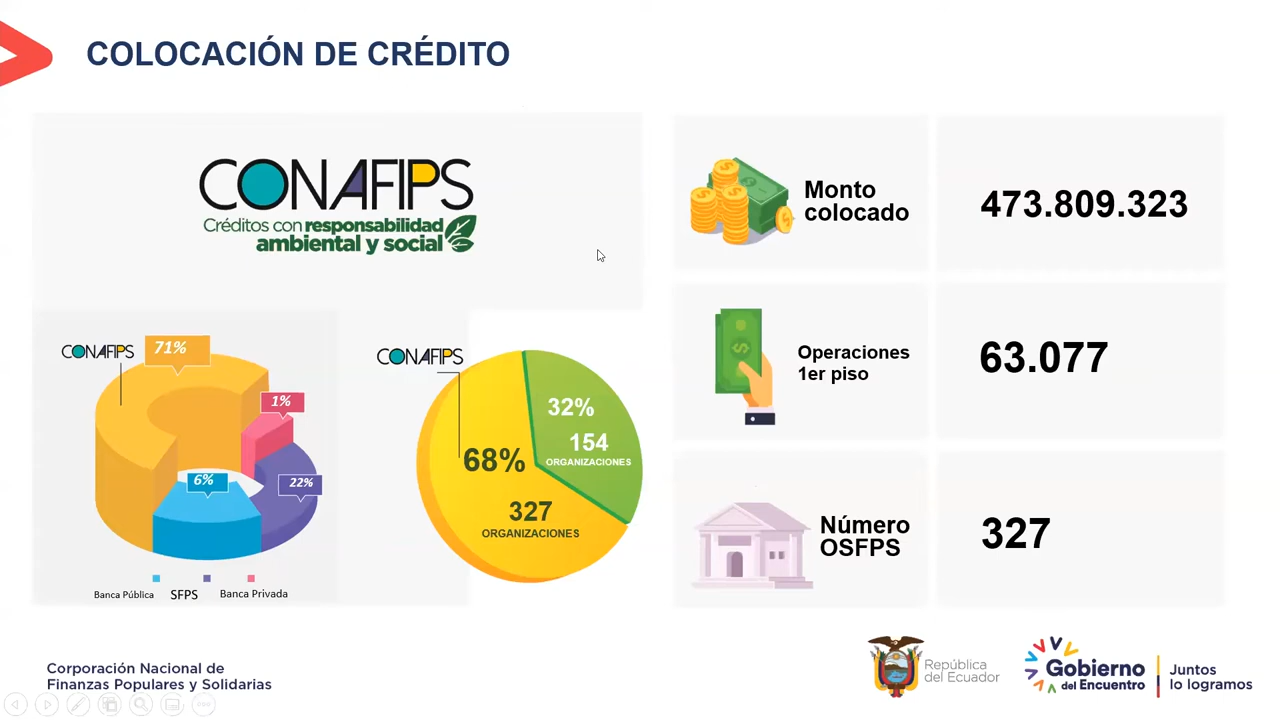 COLOCACIÓN DE CRÉDITO
CONAFIPS
Créditos con responsabilidad
ambiental y social
CONAFIPS
71%
1%
6%
22%
Banca Pública
SFPS
Banca Privada
CONAFIPS
32%
154
ORGANIZACIONES
68%
327
ORGANIZACIONES
Monto
colocado
473.809.323
Operaciones
1er piso
63.077
Número
OSFPS
327
Corporación Nacional de
Finanzas Populares y Solidarias
República
del Ecuador
Gobierno
del Encuentro
Juntos
lo logramos